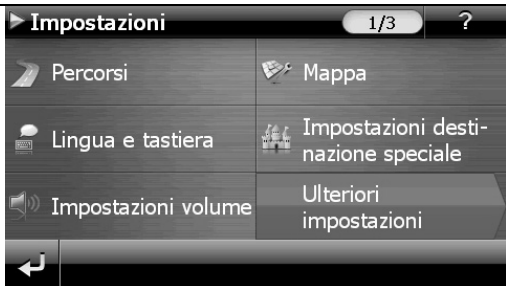 Impostazioni 1/3 ?
Percorsi
Mappa
Lingua e tastiera
Impostazioni desti-
nazione speciale
Impostazioni volume
Ulteriori
impostazioni